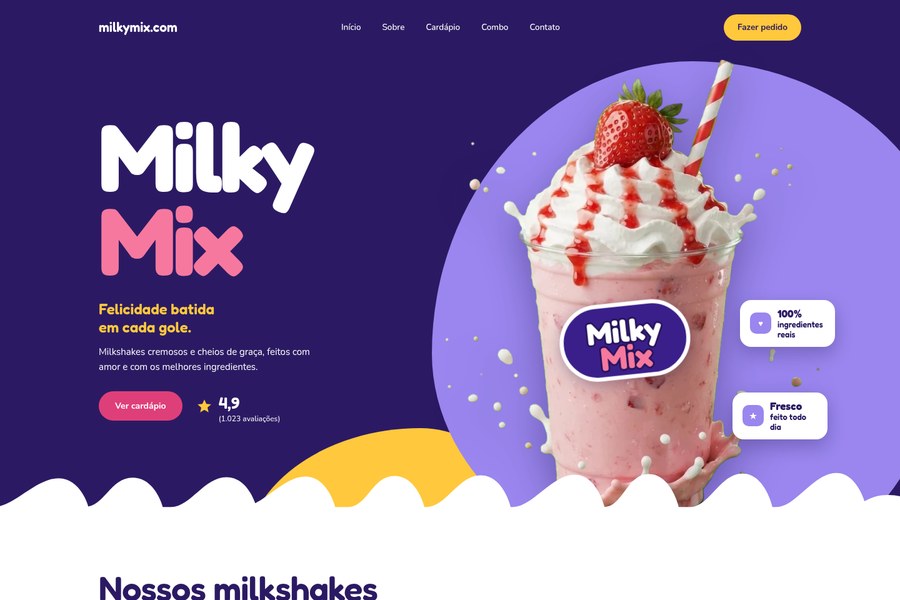 milkymix.com
Início
Sobre
Cardápio
Combo
Contato
Fazer pedido
Milky
Mix
Felicidade batida
em cada gole.
Milkshakes cremosos e cheios de graça, feitos com
amor e com os melhores ingredientes.
Ver cardápio
4,9
(1.023 avaliações)
Milky
Mix
100%
ingredientes
reais
Fresco
feito todo
dia
Nossos milkshakes